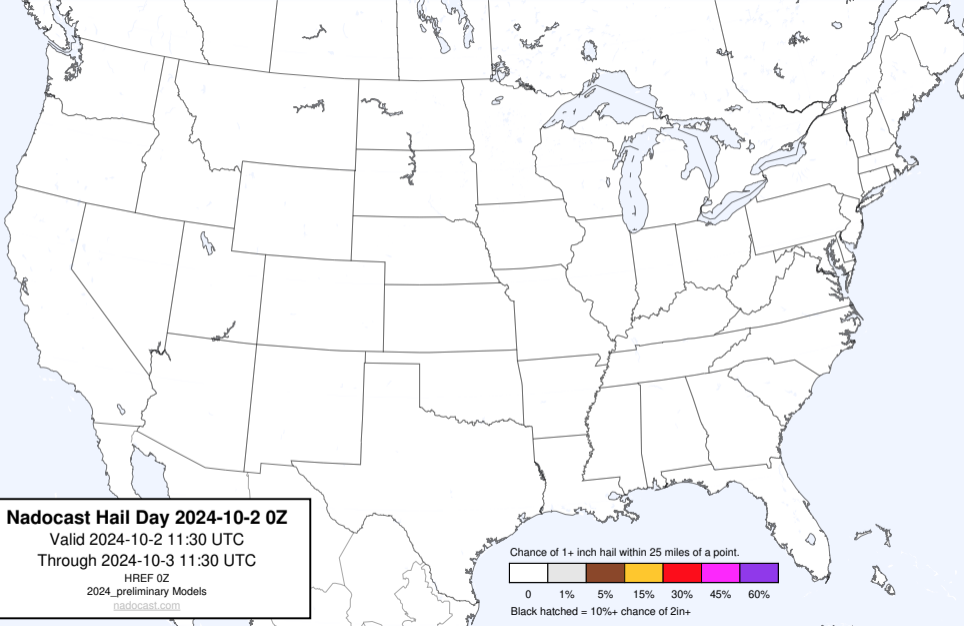 Nadocast Hail Day 2024-10-2 0Z
Valid 2024-10-2 11:30 UTC
Through 2024-10-3 11:30 UTC
HREF 0Z
2024_preliminary Models
nadocast.com
Chance of 1+ inch hail within 25 miles of a point.
0 1% 5% 15% 30% 45% 60%
Black hatched = 10%+ chance of 2in+